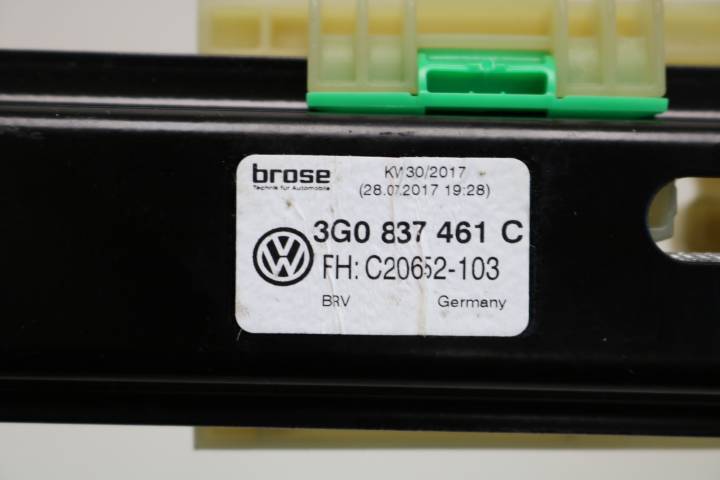 brose
Technik für Automobile
KW30/2017
(28.07.2017 19:28)
3G0 837 461 C
FH: C20652-103
BRV
Germany